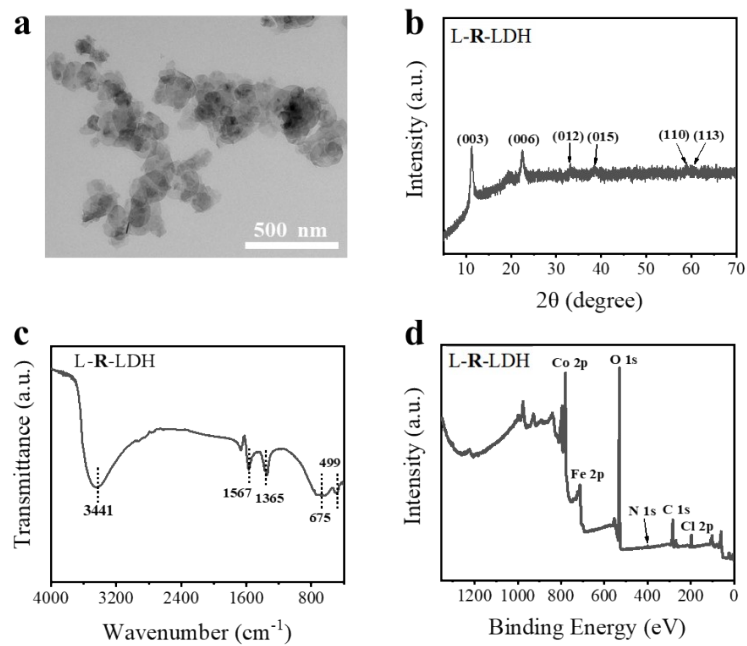 a
500 nm
b
L-R-LDH
(003)
(006)
(012)
(015)
(110)
(113)
Intensity (a.u.)
10 20 30 40 50 60 70
2θ (degree)
c
L-R-LDH
Transmittance (a.u.)
3441
1567
1365
675
499
4000 3200 2400 1600 800
Wavenumber (cm⁻¹)
d
L-R-LDH
Co 2p
O 1s
Fe 2p
N 1s
C 1s
Cl 2p
Intensity (a.u.)
1200 1000 800 600 400 200 0
Binding Energy (eV)